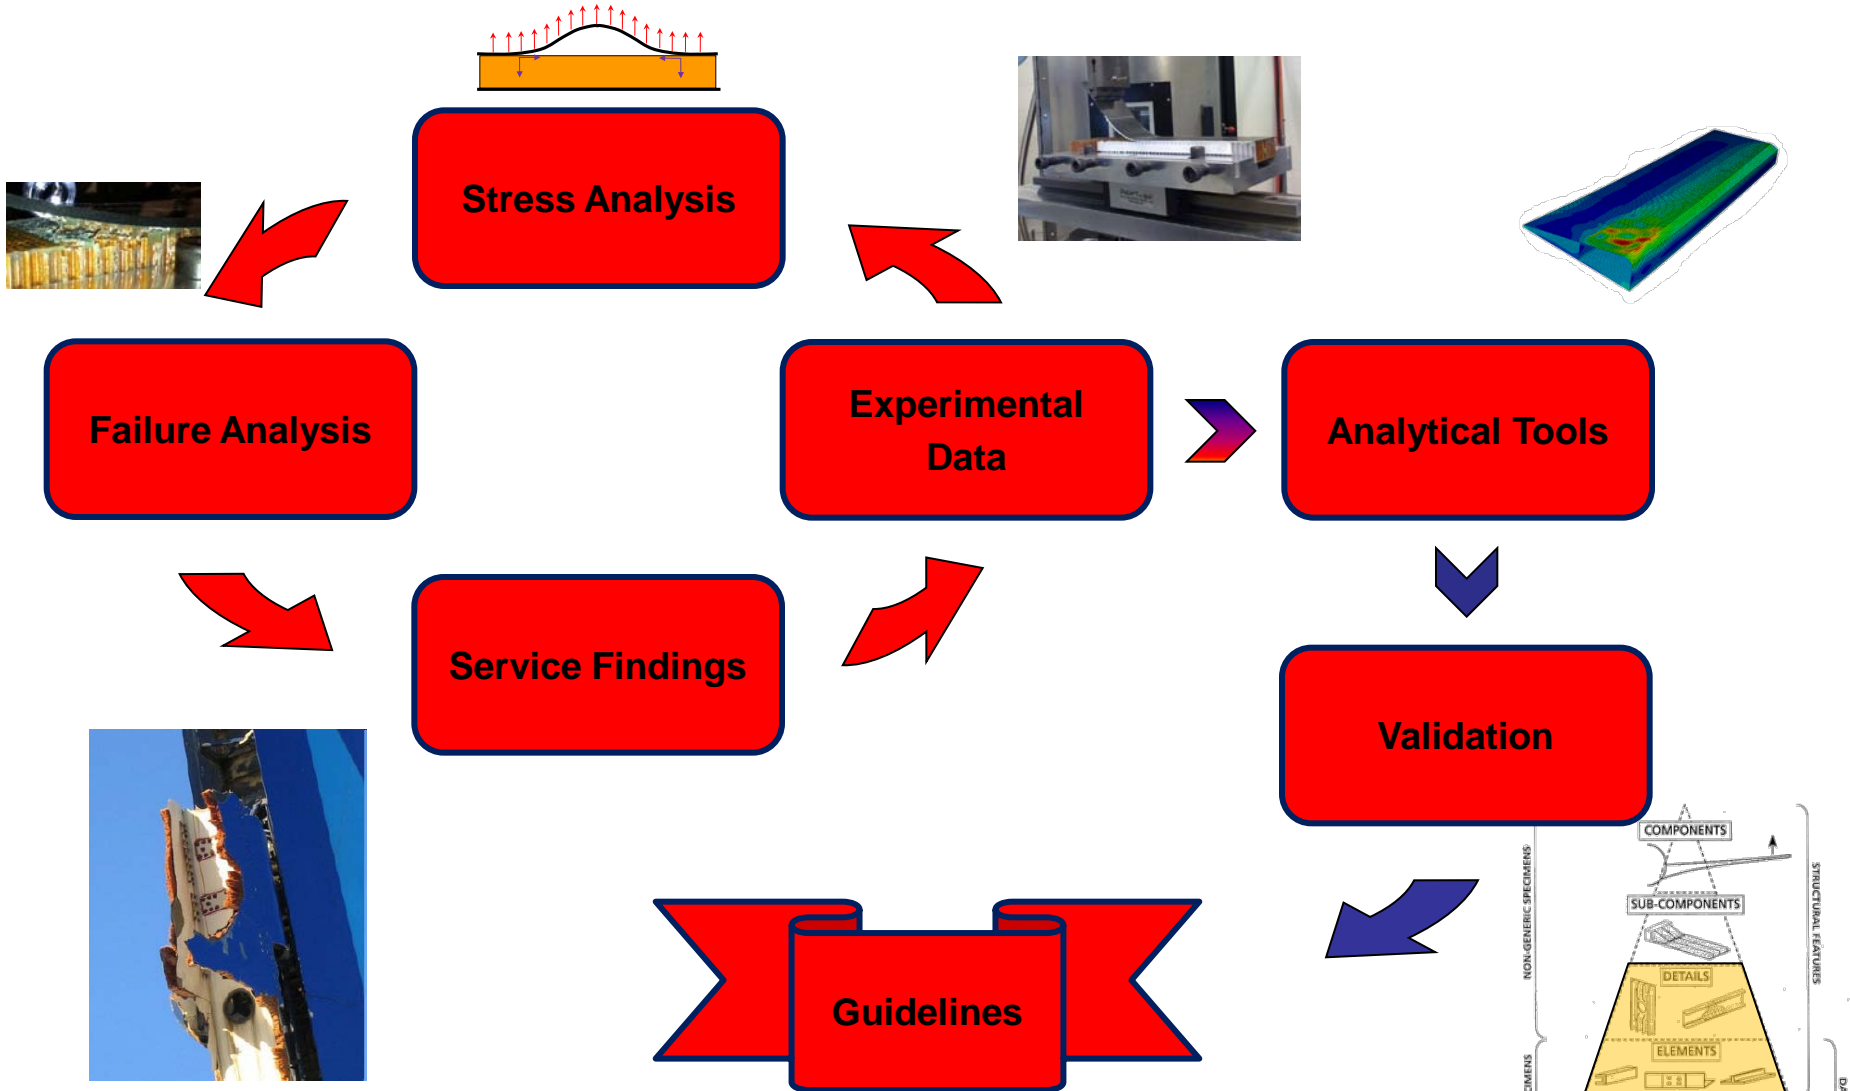 Stress Analysis
Failure Analysis
Experimental
Data
Analytical Tools
Service Findings
Validation
Guidelines
COMPONENTS
SUB-COMPONENTS
DETAILS
ELEMENTS
NON-GENERIC SPECIMENS
STRUCTURAL FEATURES